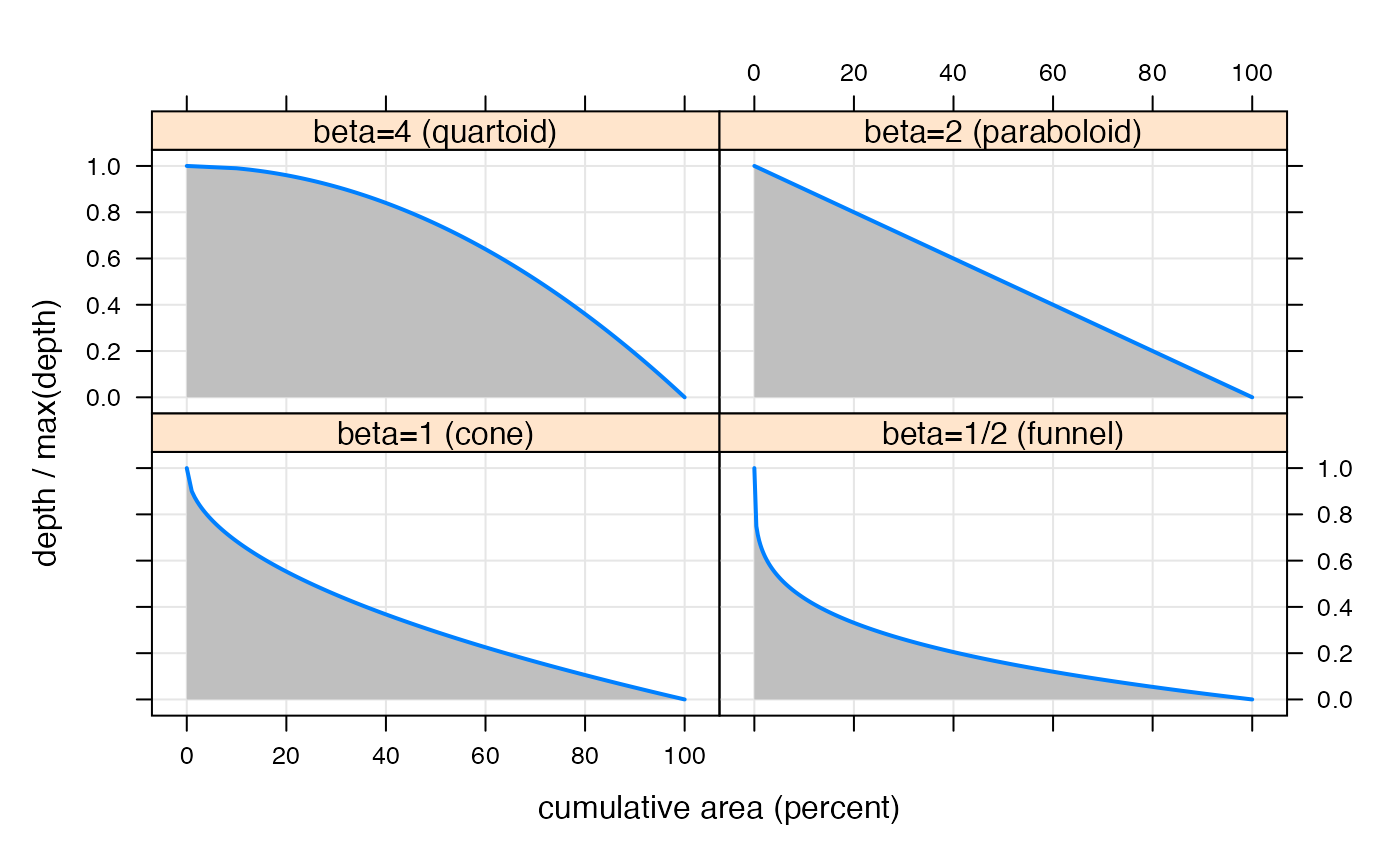 0 20 40 60 80 100
beta=4 (quartoid) beta=2 (paraboloid)
1.0
0.8
0.6
0.4
0.2
0.0
depth / max(depth)
beta=1 (cone) beta=1/2 (funnel)
1.0
0.8
0.6
0.4
0.2
0.0
0 20 40 60 80 100
cumulative area (percent)